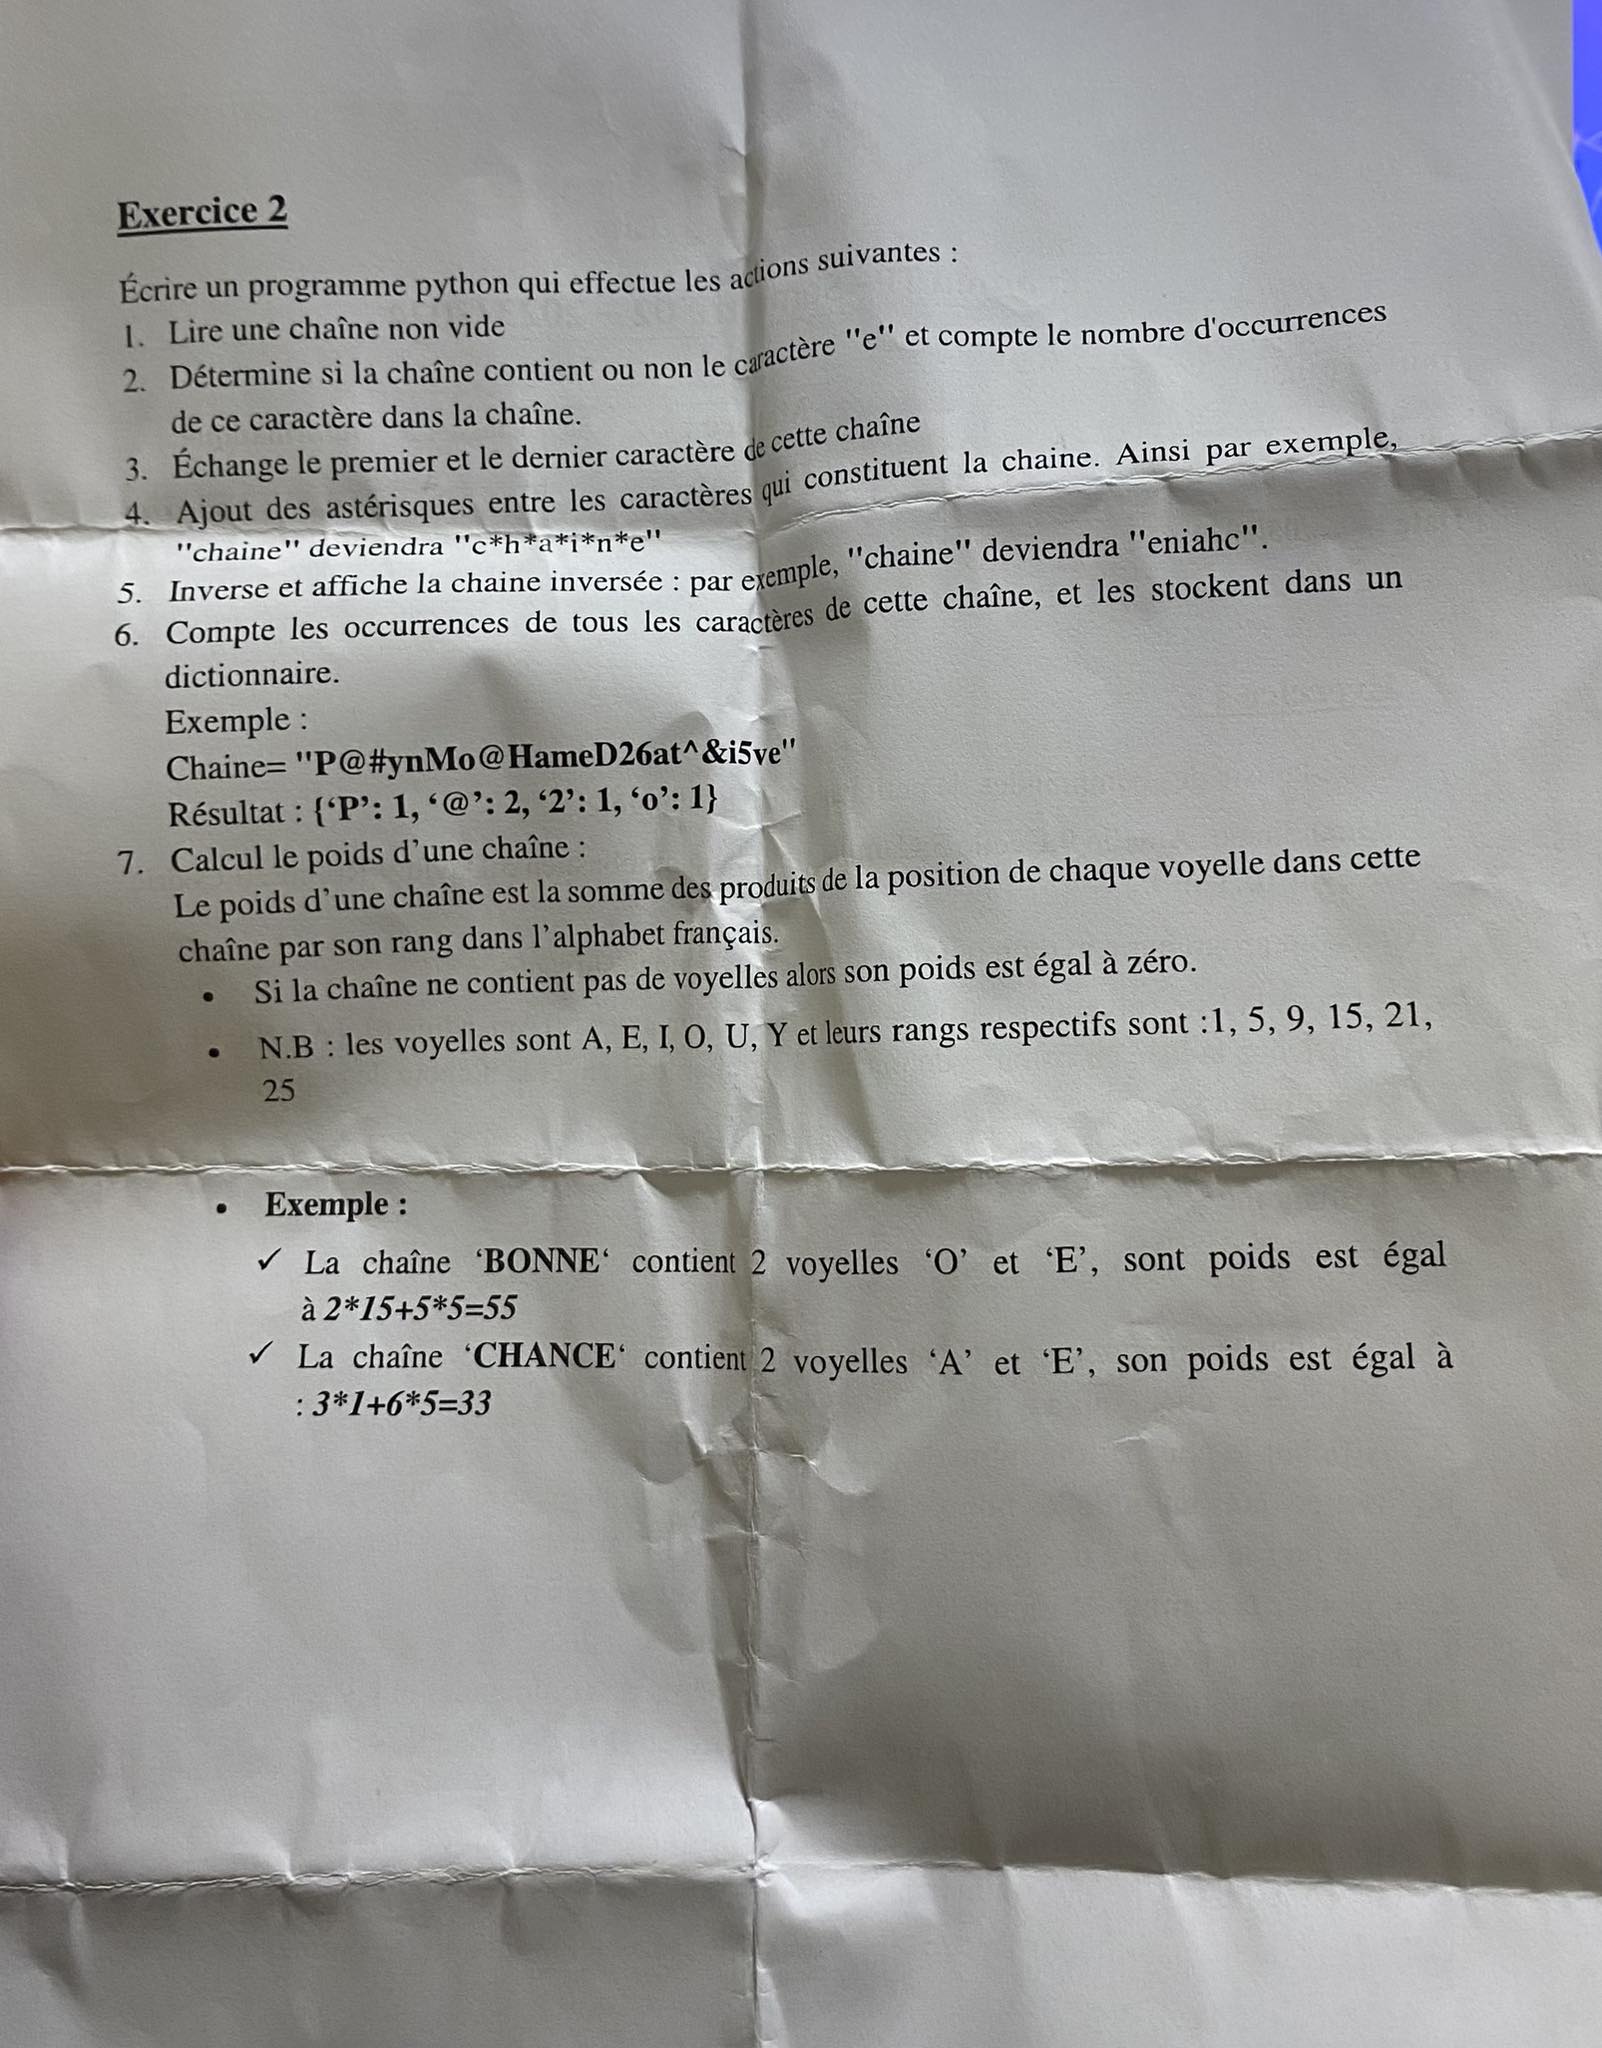 Exercice 2
Écrire un programme python qui effectue les actions suivantes :
1. Lire une chaîne non vide
2. Détermine si la chaîne contient ou non le caractère "e" et compte le nombre d'occurrences
de ce caractère dans la chaîne.
3. Échange le premier et le dernier caractère de cette chaîne
4. Ajout des astérisques entre les caractères qui constituent la chaine. Ainsi par exemple,
"chaine" deviendra "c*h*a*i*n*e"
5. Inverse et affiche la chaine inversée : par exemple, "chaine" deviendra "eniahc".
6. Compte les occurrences de tous les caractères de cette chaîne, et les stockent dans un
dictionnaire.
Exemple :
Chaine= "P@#ynMo@HameD26at^&i5ve"
Résultat : {‘P’: 1, ‘@’: 2, ‘2’: 1, ‘o’: 1}
7. Calcul le poids d’une chaîne :
Le poids d’une chaîne est la somme des produits de la position de chaque voyelle dans cette
chaîne par son rang dans l’alphabet français.
• Si la chaîne ne contient pas de voyelles alors son poids est égal à zéro.
• N.B : les voyelles sont A, E, I, O, U, Y et leurs rangs respectifs sont :1, 5, 9, 15, 21,
25
• Exemple :
✓ La chaîne ‘BONNE‘ contient 2 voyelles ‘O’ et ‘E’, sont poids est égal
à 2*15+5*5=55
✓ La chaîne ‘CHANCE‘ contient 2 voyelles ‘A’ et ‘E’, son poids est égal à
: 3*1+6*5=33